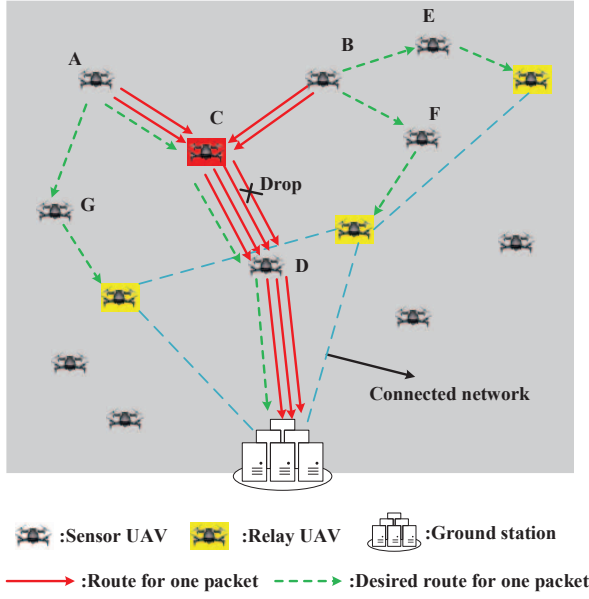 E
A
B
C
F
Drop
G
D
Connected network
:Sensor UAV :Relay UAV :Ground station
:Route for one packet :Desired route for one packet